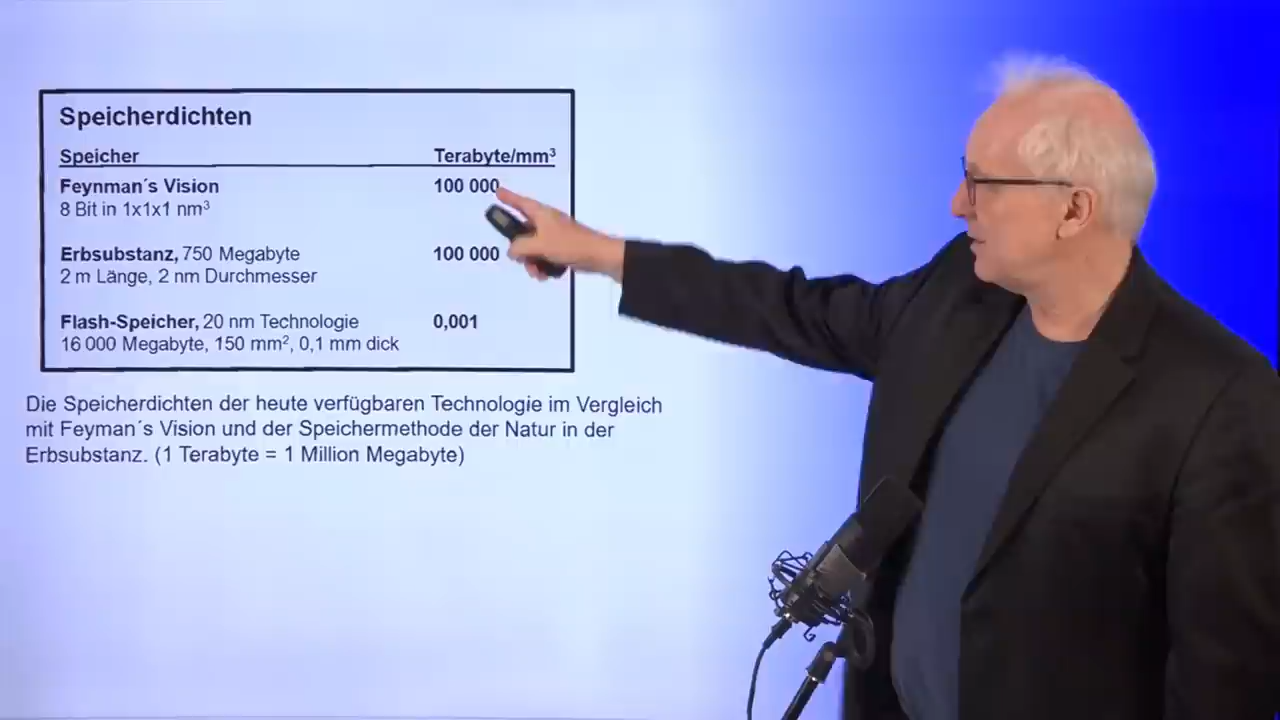 Speicherdichten
Speicher Terabyte/mm³
Feynman´s Vision 100 000
8 Bit in 1x1x1 nm³
Erbsubstanz, 750 Megabyte 100 000
2 m Länge, 2 nm Durchmesser
Flash-Speicher, 20 nm Technologie 0,001
16 000 Megabyte, 150 mm², 0,1 mm dick
Die Speicherdichten der heute verfügbaren Technologie im Vergleich
mit Feyman´s Vision und der Speichermethode der Natur in der
Erbsubstanz. (1 Terabyte = 1 Million Megabyte)